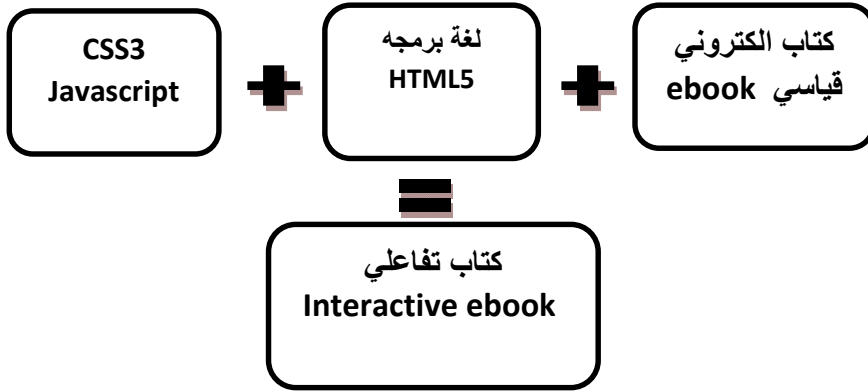 كتاب الكتروني
قياسي ebook
+
لغة برمجه
HTML5
+
CSS3
Javascript
=
كتاب تفاعلي
Interactive ebook